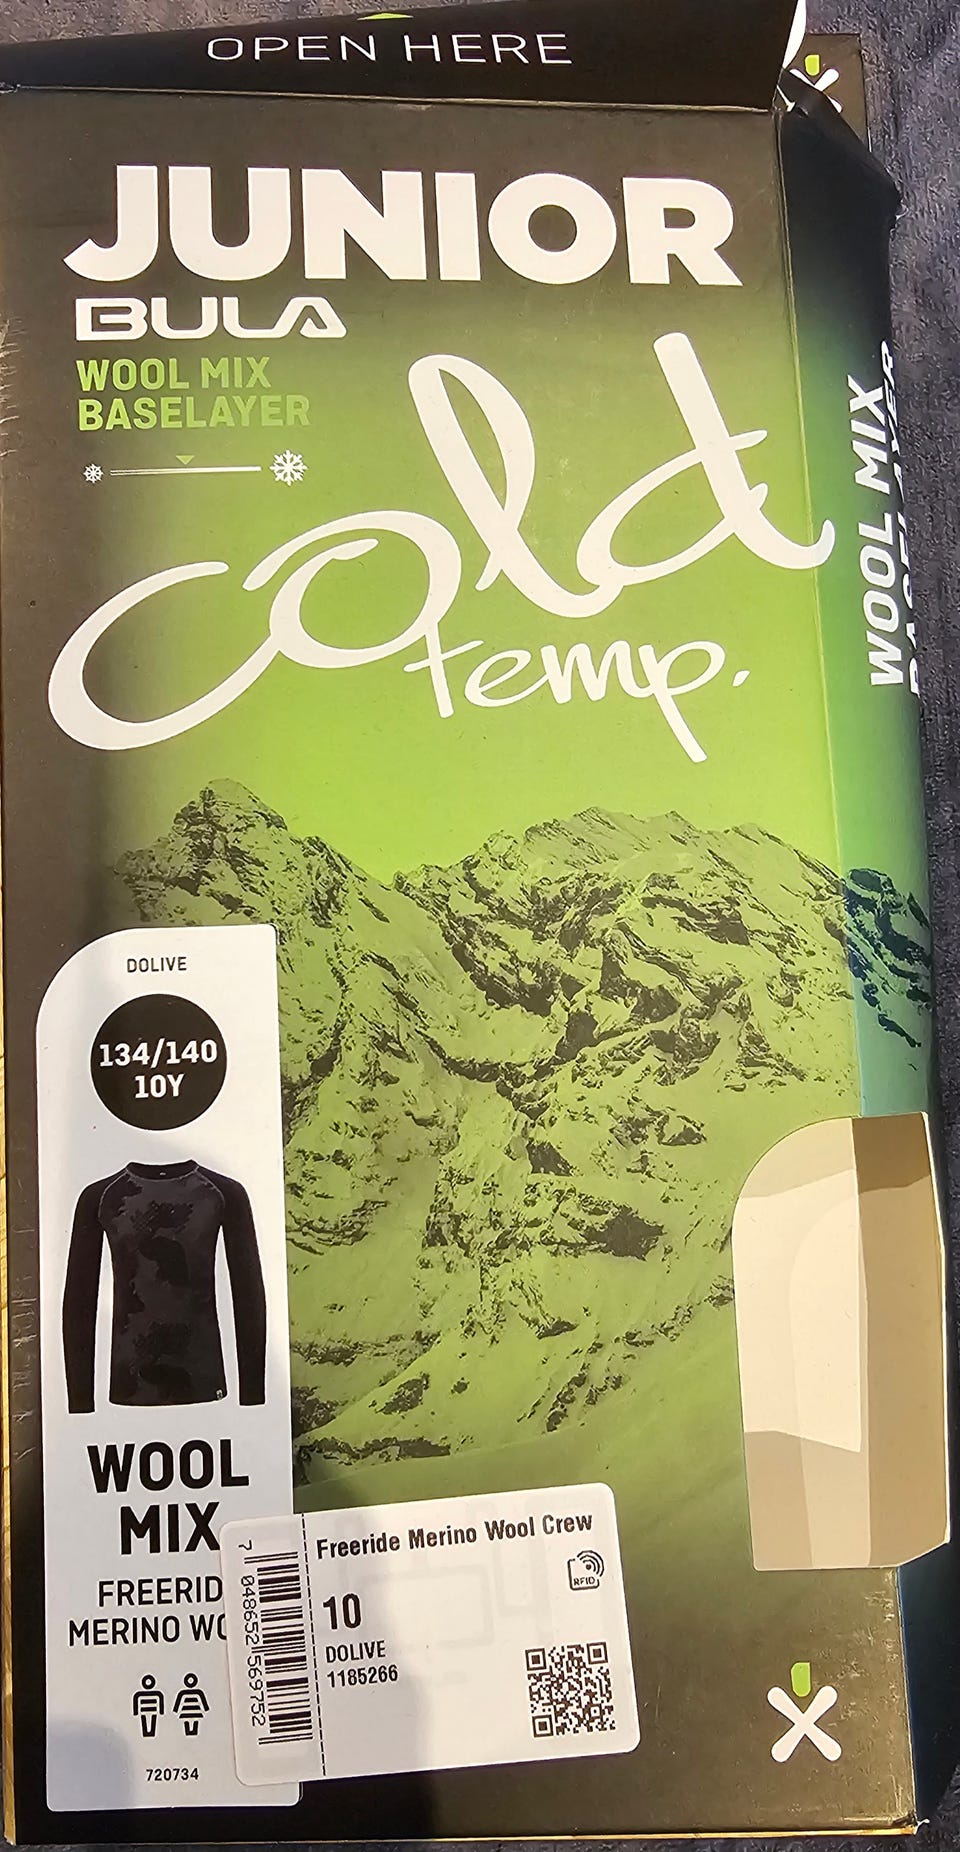 OPEN HERE
JUNIOR
BULA
WOOL MIX
BASELAYER
cold
temp.
WOOL MIX
BASELAYER
DOLIVE
134/140
10Y
WOOL
MIX
FREERID
MERINO WO
720734
Freeride Merino Wool Crew
RFID
10
DOLIVE
1185266
7 048652 569752